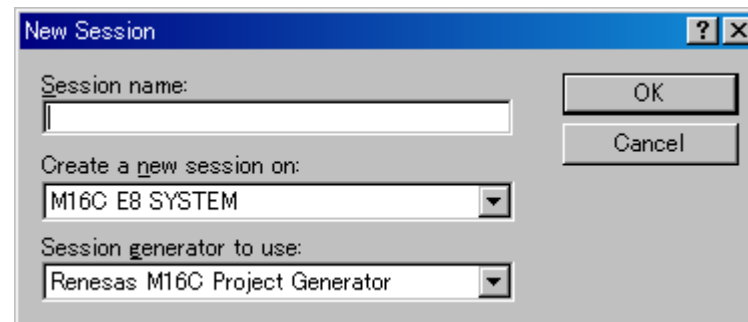 New Session
Session name:
OK
Cancel
Create a new session on:
M16C E8 SYSTEM
Session generator to use:
Renesas M16C Project Generator